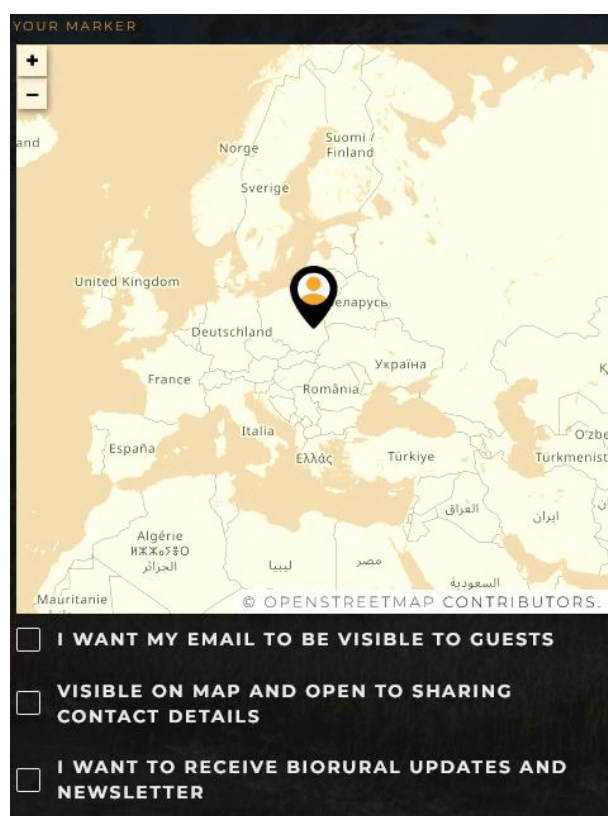 YOUR MARKER
+
−
and
Norge
Suomi /
Finland
Sverige
United Kingdom
еларусь
Deutschland
Україна
France
România
Italia
O'zbe
España
Ελλάς
Türkiye
Türkmenist
العراق
ایران
Algérie
ⵍⵣⵣⴰⵢⴻⵔ
الجزائر
ليبيا
مصر
السعودية
Mauritanie
© OPENSTREETMAP CONTRIBUTORS.
I WANT MY EMAIL TO BE VISIBLE TO GUESTS
VISIBLE ON MAP AND OPEN TO SHARING
CONTACT DETAILS
I WANT TO RECEIVE BIORURAL UPDATES AND
NEWSLETTER